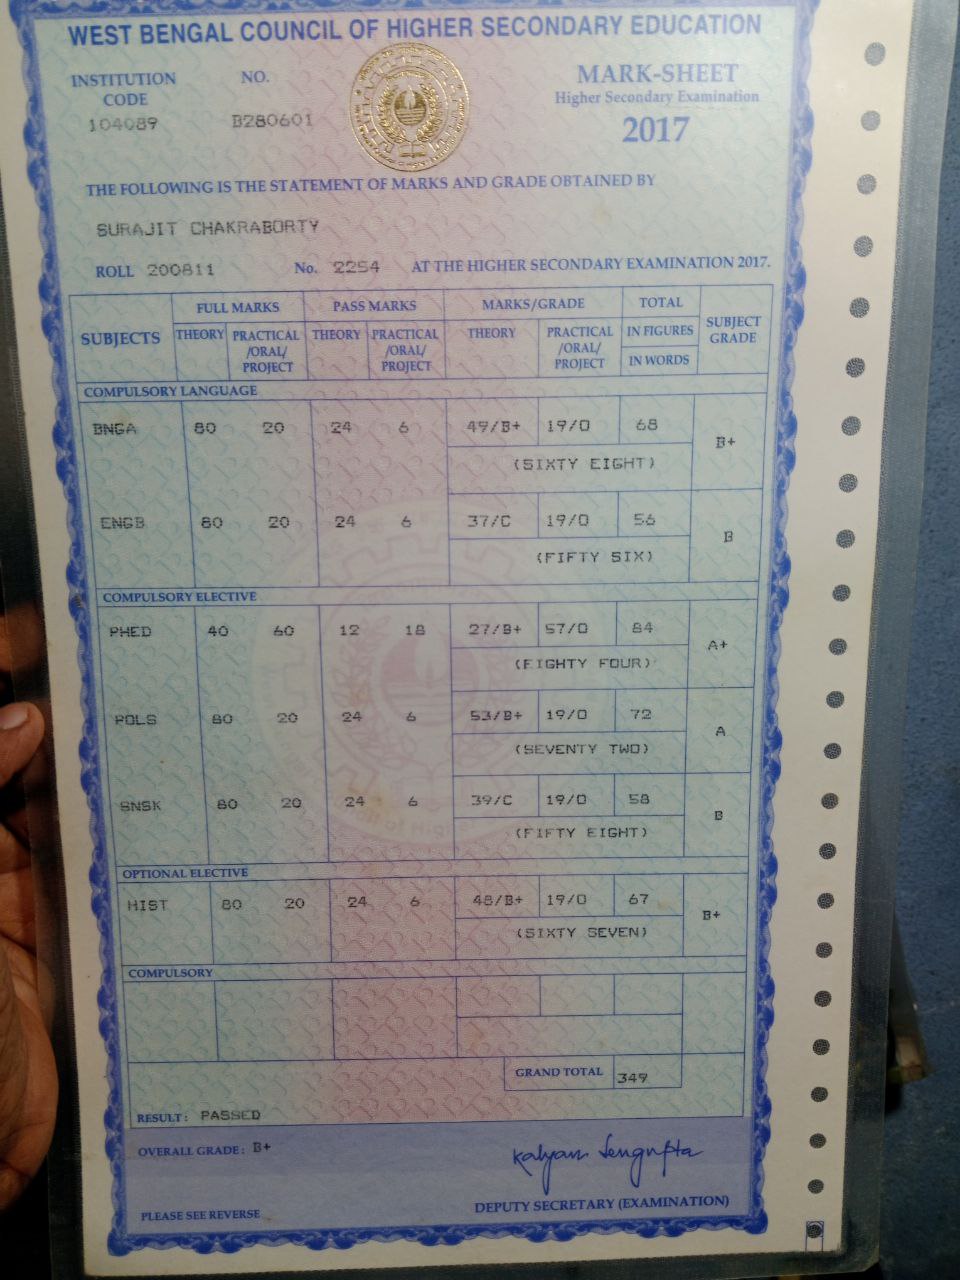 WEST BENGAL COUNCIL OF HIGHER SECONDARY EDUCATION
INSTITUTION CODE NO. MARK-SHEET
104089 B280601 Higher Secondary Examination
2017
THE FOLLOWING IS THE STATEMENT OF MARKS AND GRADE OBTAINED BY
SURAJIT CHAKRABORTY
ROLL 200811 No. 2254 AT THE HIGHER SECONDARY EXAMINATION 2017.
SUBJECTS FULL MARKS PASS MARKS MARKS/GRADE TOTAL SUBJECT GRADE
THEORY PRACTICAL /ORAL/ PROJECT THEORY PRACTICAL /ORAL/ PROJECT THEORY PRACTICAL /ORAL/ PROJECT IN FIGURES
IN WORDS
COMPULSORY LANGUAGE
BNGA 80 20 24 6 49/B+ 19/O 68 B+
(SIXTY EIGHT)
ENGB 80 20 24 6 37/C 19/O 56 B
(FIFTY SIX)
COMPULSORY ELECTIVE
PHED 40 60 12 18 27/B+ 57/O 84 A+
(EIGHTY FOUR)
POLS 80 20 24 6 53/B+ 19/O 72 A
(SEVENTY TWO)
SNSK 80 20 24 6 39/C 19/O 58 B
(FIFTY EIGHT)
OPTIONAL ELECTIVE
HIST 80 20 24 6 48/B+ 19/O 67 B+
(SIXTY SEVEN)
COMPULSORY
GRAND TOTAL 349
RESULT : PASSED
OVERALL GRADE : B+
Kalyan Sengupta
DEPUTY SECRETARY (EXAMINATION)
PLEASE SEE REVERSE